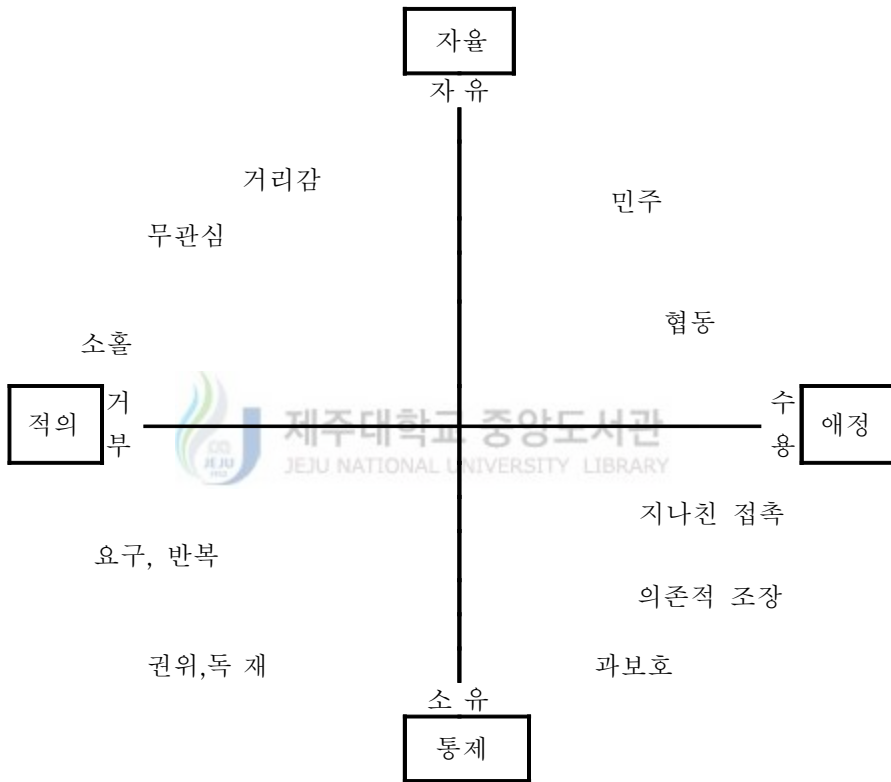 자율
자 유
거리감
민주
무관심
협동
소홀
적의
거부
수용
애정
제주대학교 중앙도서관
JEJU NATIONAL UNIVERSITY LIBRARY
JEJU
1952
지나친 접촉
요구, 반복
의존적 조장
권위,독 재
과보호
소 유
통제